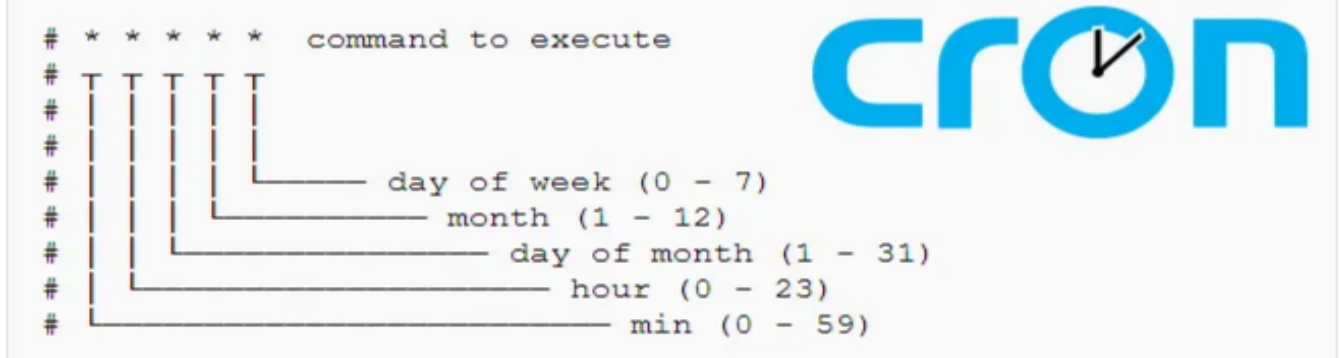 # * * * * * command to execute
cron
# ┬ ┬ ┬ ┬ ┬
# │ │ │ │ │
# │ │ │ │ │
# │ │ │ │ └───── day of week (0 - 7)
# │ │ │ └────────── month (1 - 12)
# │ │ └─────────────── day of month (1 - 31)
# │ └──────────────────── hour (0 - 23)
# └───────────────────────── min (0 - 59)